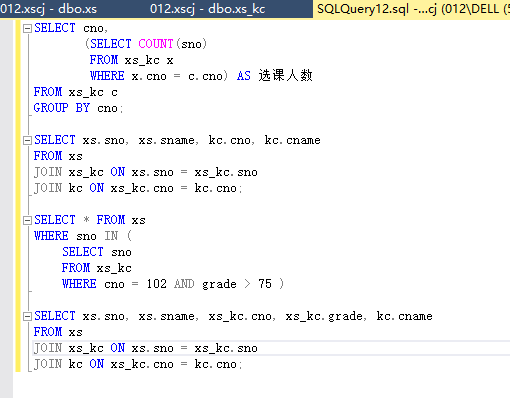 012.xscj - dbo.xs 012.xscj - dbo.xs_kc SQLQuery12.sql -...cj (012\DELL (5
SELECT cno,
(SELECT COUNT(sno)
FROM xs_kc x
WHERE x.cno = c.cno) AS 选课人数
FROM xs_kc c
GROUP BY cno;
SELECT xs.sno, xs.sname, kc.cno, kc.cname
FROM xs
JOIN xs_kc ON xs.sno = xs_kc.sno
JOIN kc ON xs_kc.cno = kc.cno;
SELECT * FROM xs
WHERE sno IN (
SELECT sno
FROM xs_kc
WHERE cno = 102 AND grade > 75 )
SELECT xs.sno, xs.sname, xs_kc.cno, xs_kc.grade, kc.cname
FROM xs
JOIN xs_kc ON xs.sno = xs_kc.sno
JOIN kc ON xs_kc.cno = kc.cno;